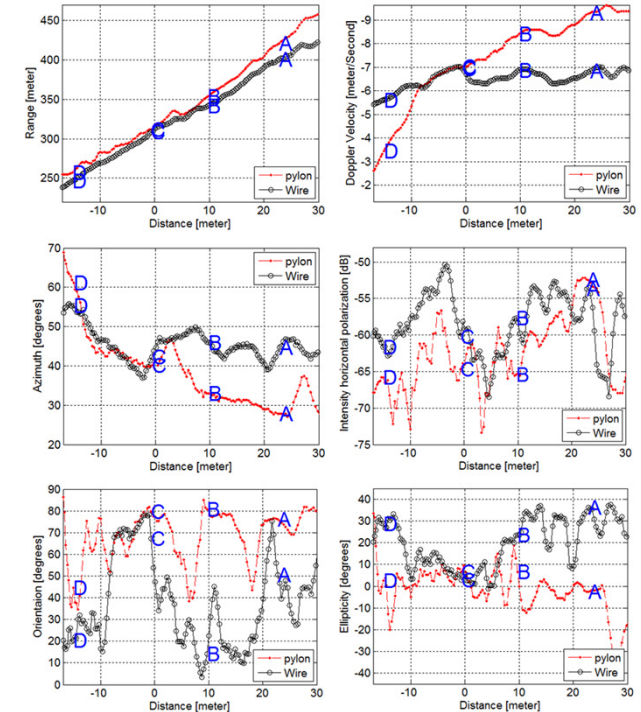 450
400
350
300
250
Range [meter]
A
A
B
B
C
C
D
D
pylon
Wire
-10 0 10 20 30
Distance [meter]
-9
-8
-7
-6
-5
-4
-3
-2
Doppler Velocity [meter/Second]
A
B
C
C
B
A
D
D
pylon
Wire
-10 0 10 20 30
Distance [meter]
70
60
50
40
30
20
Azimuth [degrees]
D
D
C
C
B
A
B
A
pylon
Wire
-10 0 10 20 30
Distance [meter]
-50
-55
-60
-65
-70
-75
Intensity horizontal polarization [dB]
A
A
B
C
D
C
D
B
pylon
Wire
-10 0 10 20 30
Distance [meter]
90
80
70
60
50
40
30
20
10
0
Orientaion [degrees]
C
B
A
C
A
D
D
B
pylon
Wire
-10 0 10 20 30
Distance [meter]
40
30
20
10
0
-10
-20
-30
-40
Ellipticity [degrees]
A
D
B
C
B
C
D
A
pylon
Wire
-10 0 10 20 30
Distance [meter]